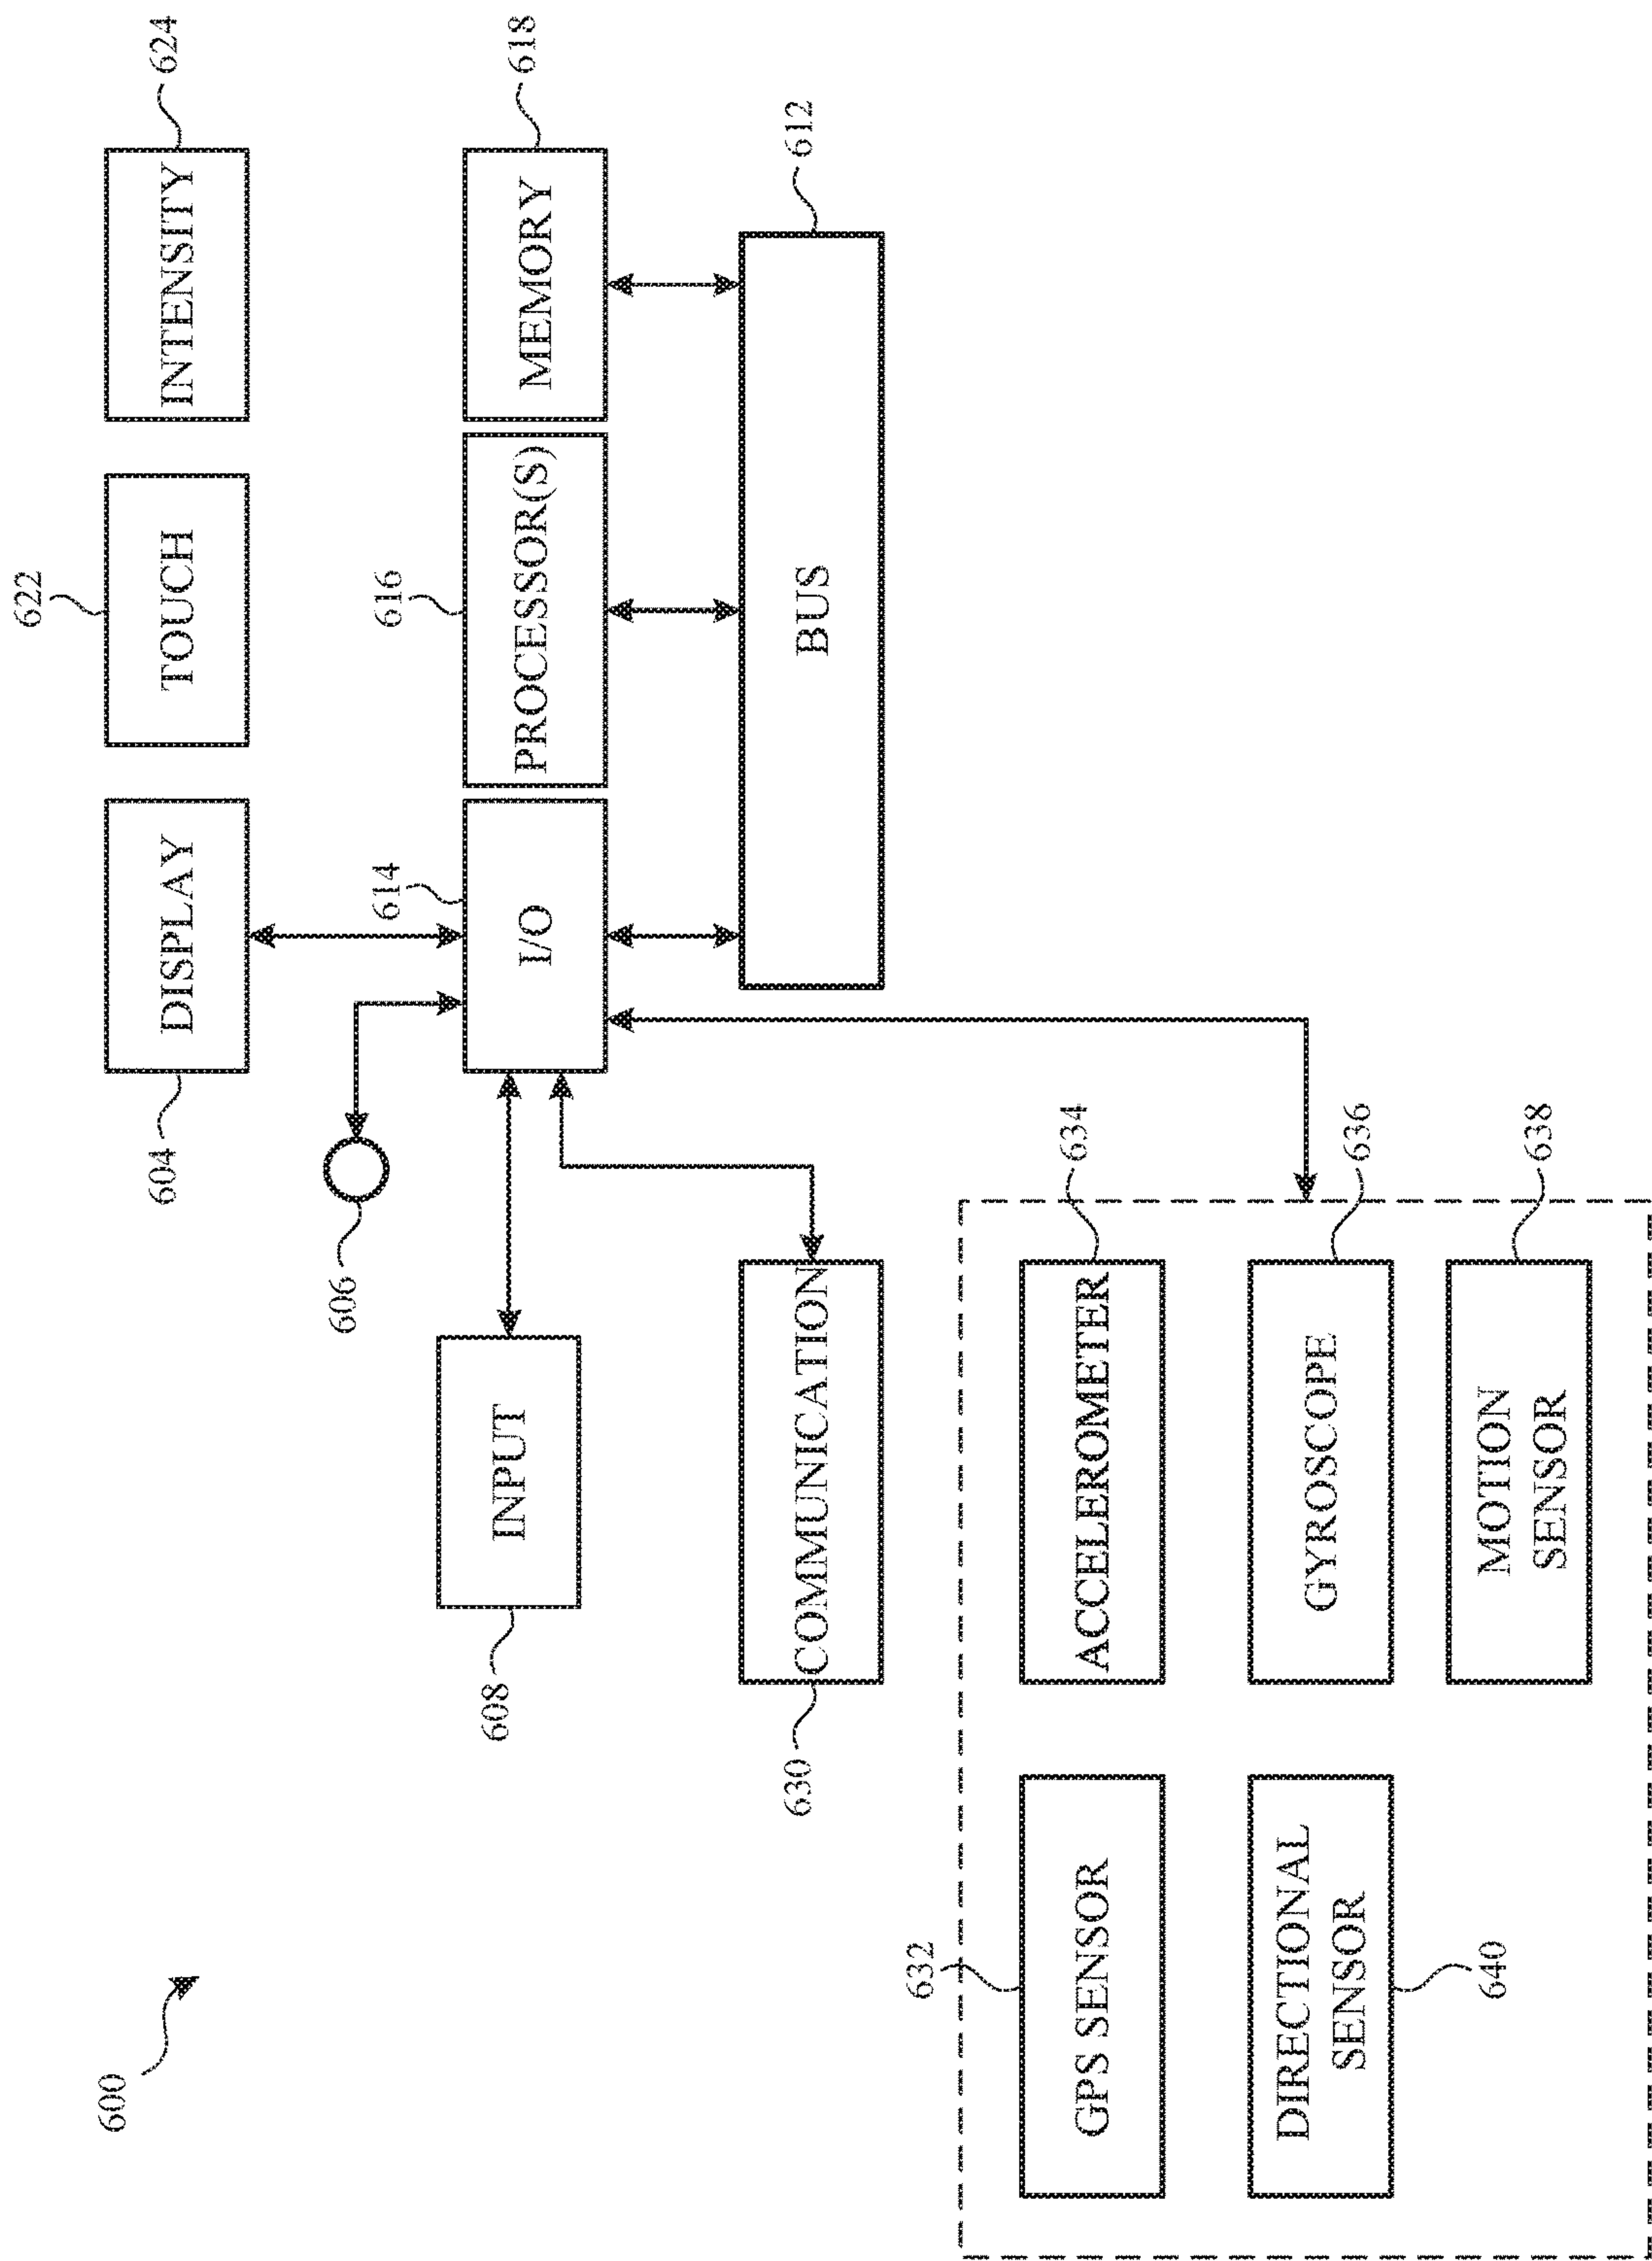 600
DISPLAY
604
TOUCH
622
INTENSITY
624
606
INPUT
608
I/O
614
PROCESSOR(S)
616
MEMORY
618
BUS
612
COMMUNICATION
630
GPS SENSOR
632
ACCELEROMETER
634
DIRECTIONAL
SENSOR
640
GYROSCOPE
636
MOTION
SENSOR
638